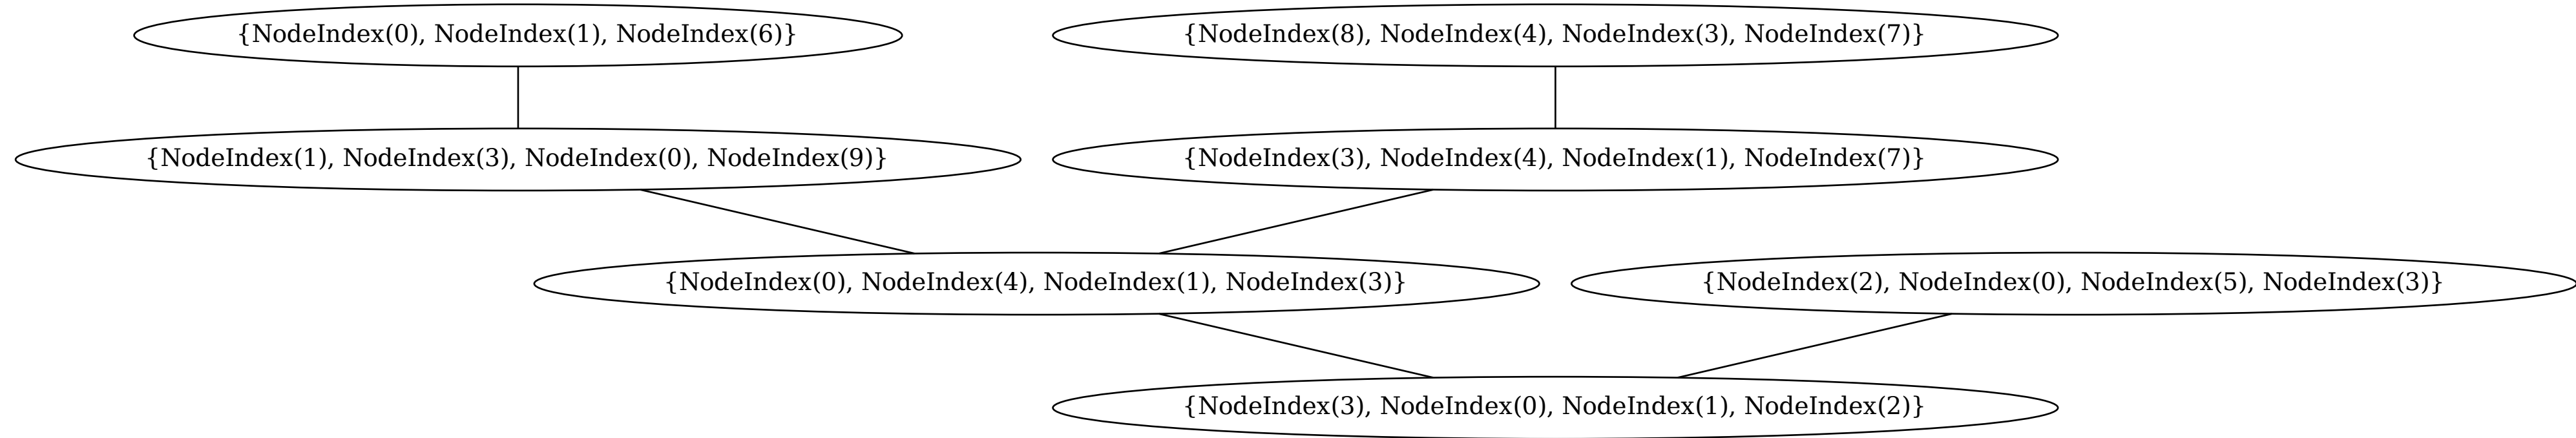 {NodeIndex(0), NodeIndex(1), NodeIndex(6)}
{NodeIndex(8), NodeIndex(4), NodeIndex(3), NodeIndex(7)}
{NodeIndex(1), NodeIndex(3), NodeIndex(0), NodeIndex(9)}
{NodeIndex(3), NodeIndex(4), NodeIndex(1), NodeIndex(7)}
{NodeIndex(0), NodeIndex(4), NodeIndex(1), NodeIndex(3)}
{NodeIndex(2), NodeIndex(0), NodeIndex(5), NodeIndex(3)}
{NodeIndex(3), NodeIndex(0), NodeIndex(1), NodeIndex(2)}